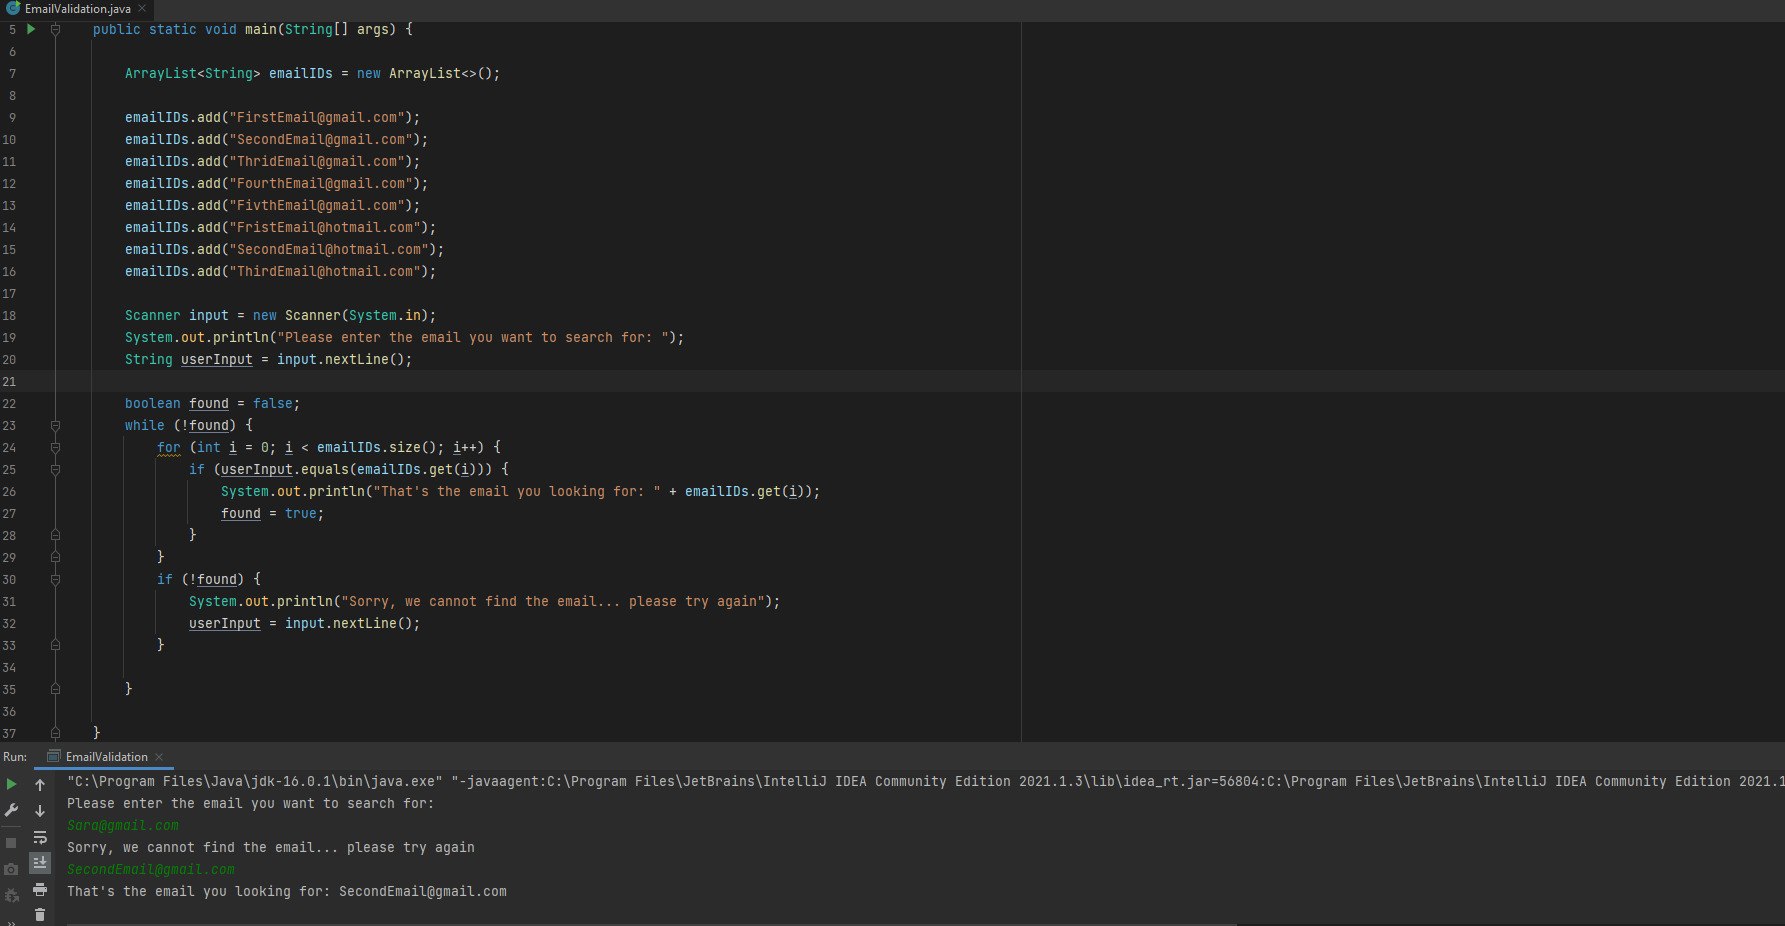 EmailValidation.java
5 public static void main(String[] args) {
6
7 ArrayList<String> emailIDs = new ArrayList<>();
8
9 emailIDs.add("FirstEmail@gmail.com");
10 emailIDs.add("SecondEmail@gmail.com");
11 emailIDs.add("ThridEmail@gmail.com");
12 emailIDs.add("FourthEmail@gmail.com");
13 emailIDs.add("FivthEmail@gmail.com");
14 emailIDs.add("FristEmail@hotmail.com");
15 emailIDs.add("SecondEmail@hotmail.com");
16 emailIDs.add("ThirdEmail@hotmail.com");
17
18 Scanner input = new Scanner(System.in);
19 System.out.println("Please enter the email you want to search for: ");
20 String userInput = input.nextLine();
21
22 boolean found = false;
23 while (!found) {
24 for (int i = 0; i < emailIDs.size(); i++) {
25 if (userInput.equals(emailIDs.get(i))) {
26 System.out.println("That's the email you looking for: " + emailIDs.get(i));
27 found = true;
28 }
29 }
30 if (!found) {
31 System.out.println("Sorry, we cannot find the email... please try again");
32 userInput = input.nextLine();
33 }
34
35 }
36
37 }
Run: EmailValidation
"C:\Program Files\Java\jdk-16.0.1\bin\java.exe" "-javaagent:C:\Program Files\JetBrains\IntelliJ IDEA Community Edition 2021.1.3\lib\idea_rt.jar=56804:C:\Program Files\JetBrains\IntelliJ IDEA Community Edition 2021.1
Please enter the email you want to search for:
Sara@gmail.com
Sorry, we cannot find the email... please try again
SecondEmail@gmail.com
That's the email you looking for: SecondEmail@gmail.com